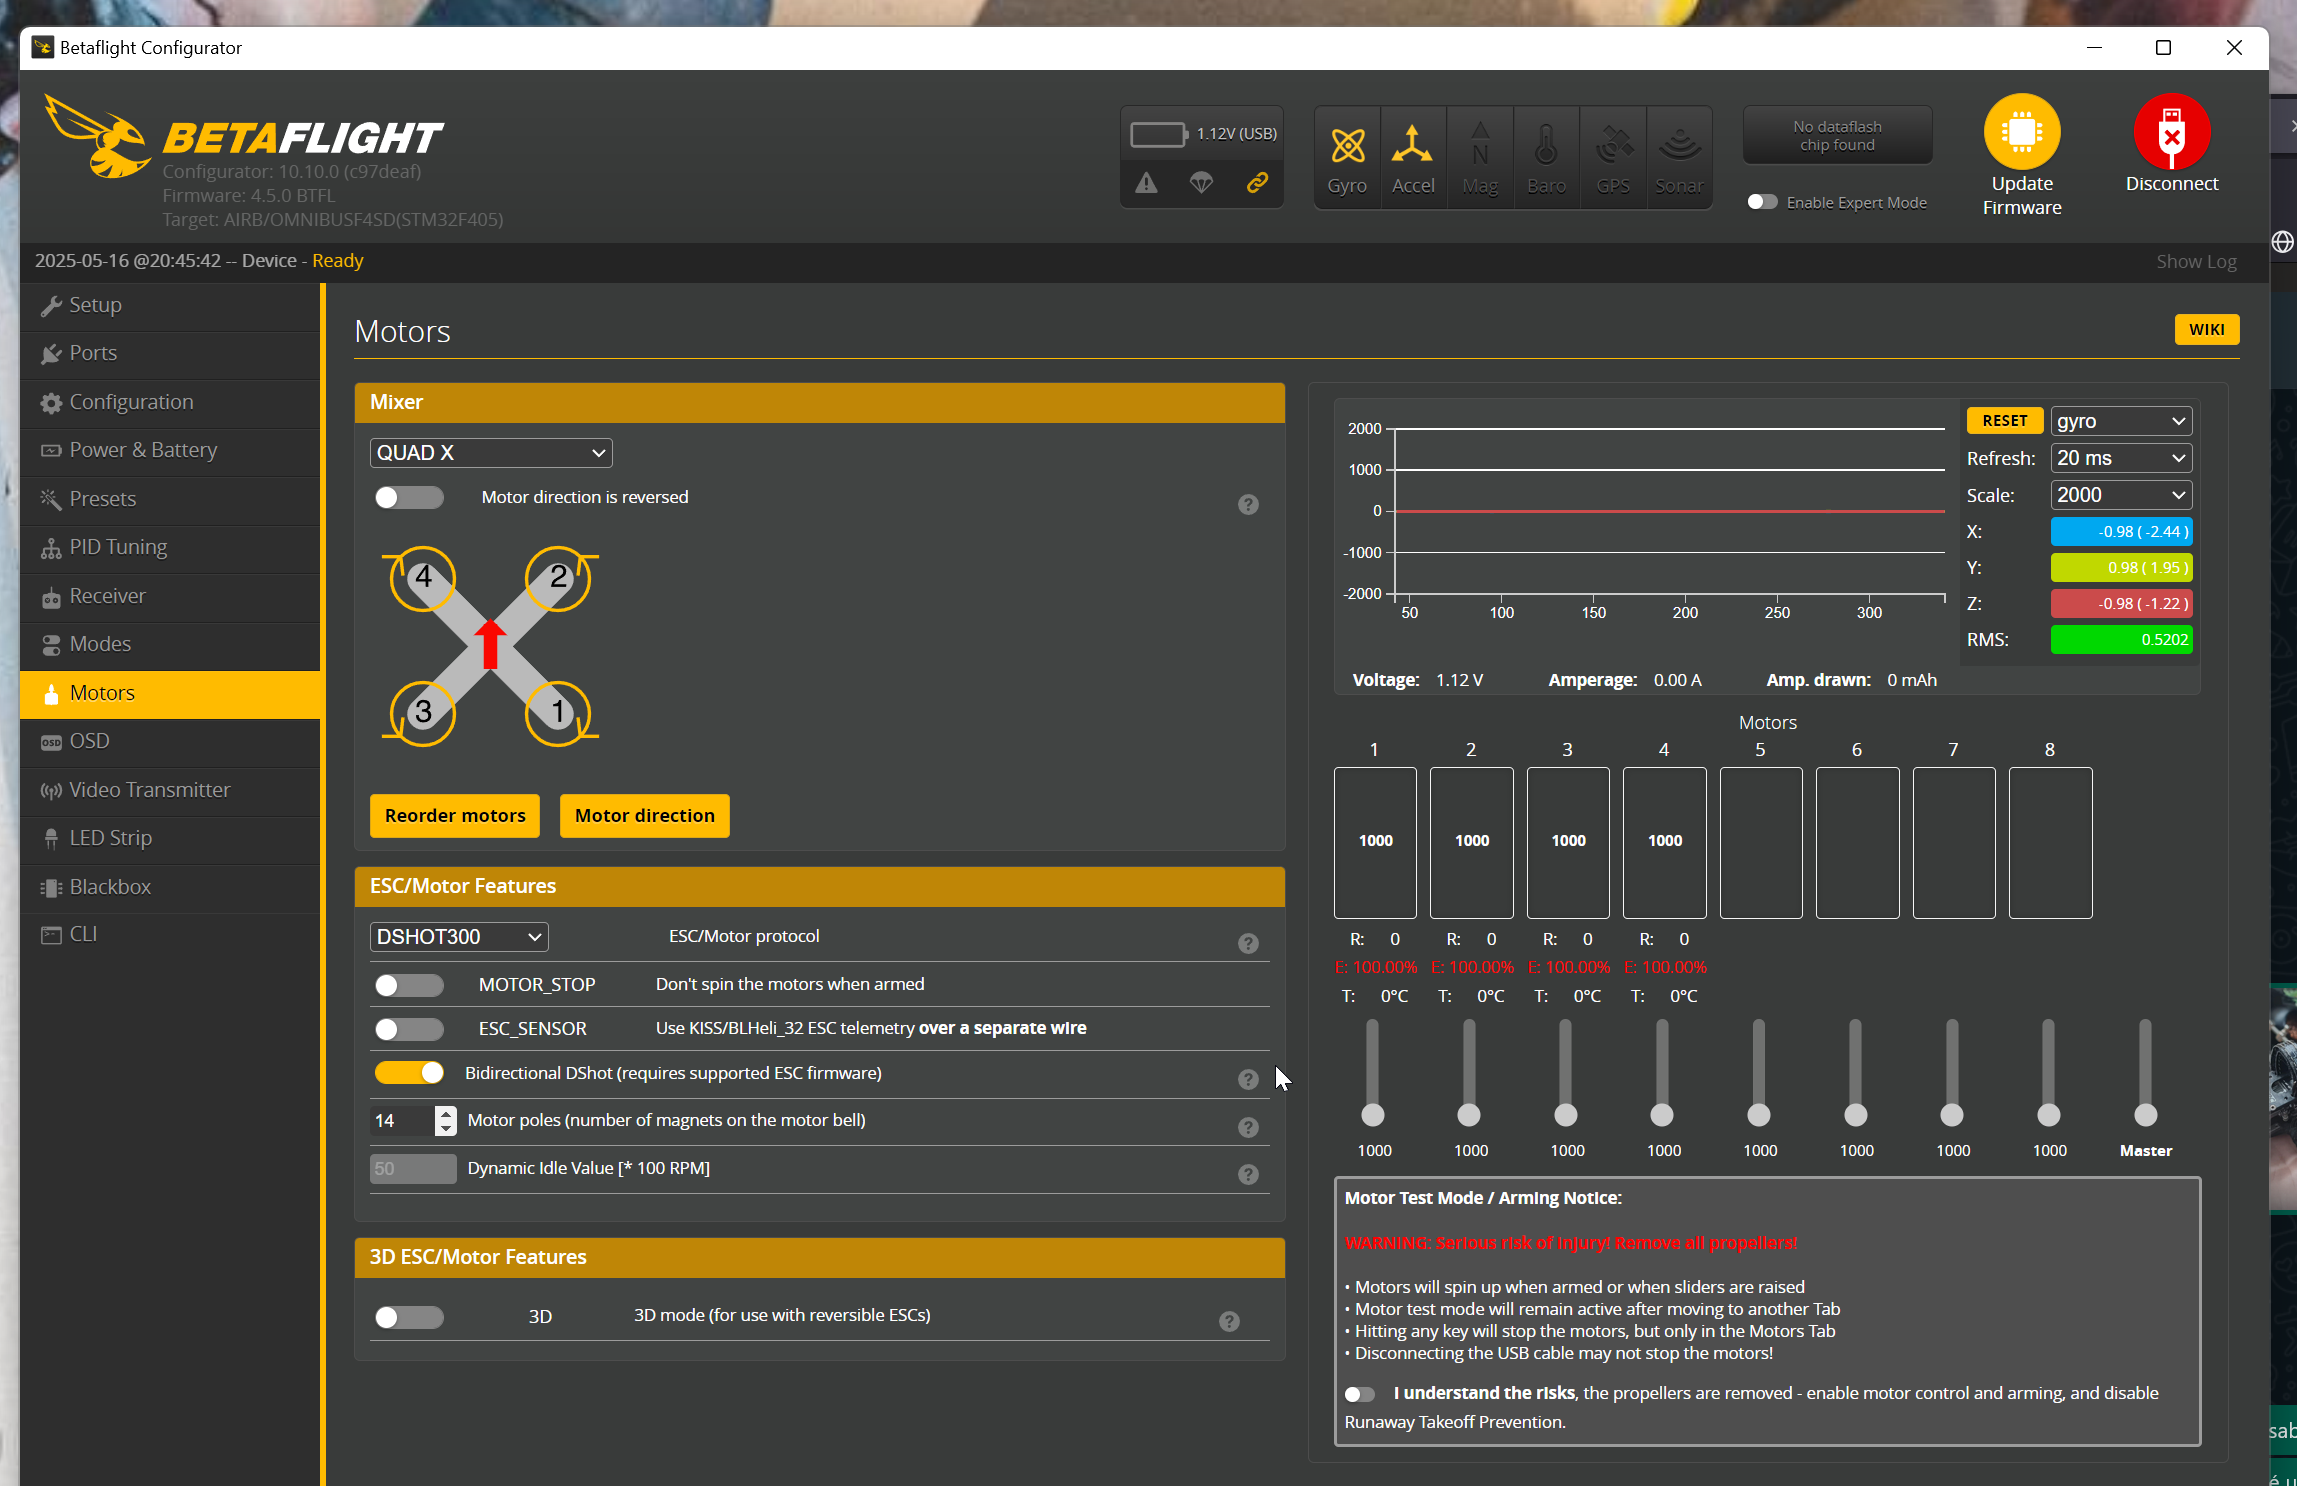 Betaflight Configurator
BETAFLIGHT
Configurator: 10.10.0 (c97deaf)
Firmware: 4.5.0 BTFL
Target: AIRB/OMNIBUSF4SD(STM32F405)
1.12V (USB)
Gyro
Accel
Mag
Baro
GPS
Sonar
No dataflash
chip found
Enable Expert Mode
Update
Firmware
Disconnect
2025-05-16 @20:45:42 -- Device - Ready
Show Log
Setup
Ports
Configuration
Power & Battery
Presets
PID Tuning
Receiver
Modes
Motors
OSD
OSD
Video Transmitter
LED Strip
Blackbox
CLI
Motors
WIKI
Mixer
QUAD X
Motor direction is reversed
?
4
2
3
1
Reorder motors
Motor direction
ESC/Motor Features
DSHOT300
ESC/Motor protocol
?
MOTOR_STOP
Don't spin the motors when armed
ESC_SENSOR
Use KISS/BLHeli_32 ESC telemetry over a separate wire
Bidirectional DShot (requires supported ESC firmware)
?
14
Motor poles (number of magnets on the motor bell)
?
50
Dynamic Idle Value [* 100 RPM]
?
3D ESC/Motor Features
3D
3D mode (for use with reversible ESCs)
?
2000
1000
0
-1000
-2000
50
100
150
200
250
300
RESET
gyro
Refresh:
20 ms
Scale:
2000
X:
-0.98 ( -2.44 )
Y:
0.98 ( 1.95 )
Z:
-0.98 ( -1.22 )
RMS:
0.5202
Voltage: 1.12 V
Amperage: 0.00 A
Amp. drawn: 0 mAh
Motors
1 2 3 4 5 6 7 8
1000 1000 1000 1000
R: 0 R: 0 R: 0 R: 0
E: 100.00% E: 100.00% E: 100.00% E: 100.00%
T: 0°C T: 0°C T: 0°C T: 0°C
1000 1000 1000 1000 1000 1000 1000 1000 Master
Motor Test Mode / Arming Notice:
WARNING: Serious risk of injury! Remove all propellers!
• Motors will spin up when armed or when sliders are raised
• Motor test mode will remain active after moving to another Tab
• Hitting any key will stop the motors, but only in the Motors Tab
• Disconnecting the USB cable may not stop the motors!
I understand the risks, the propellers are removed - enable motor control and arming, and disable
Runaway Takeoff Prevention.
sab
é u